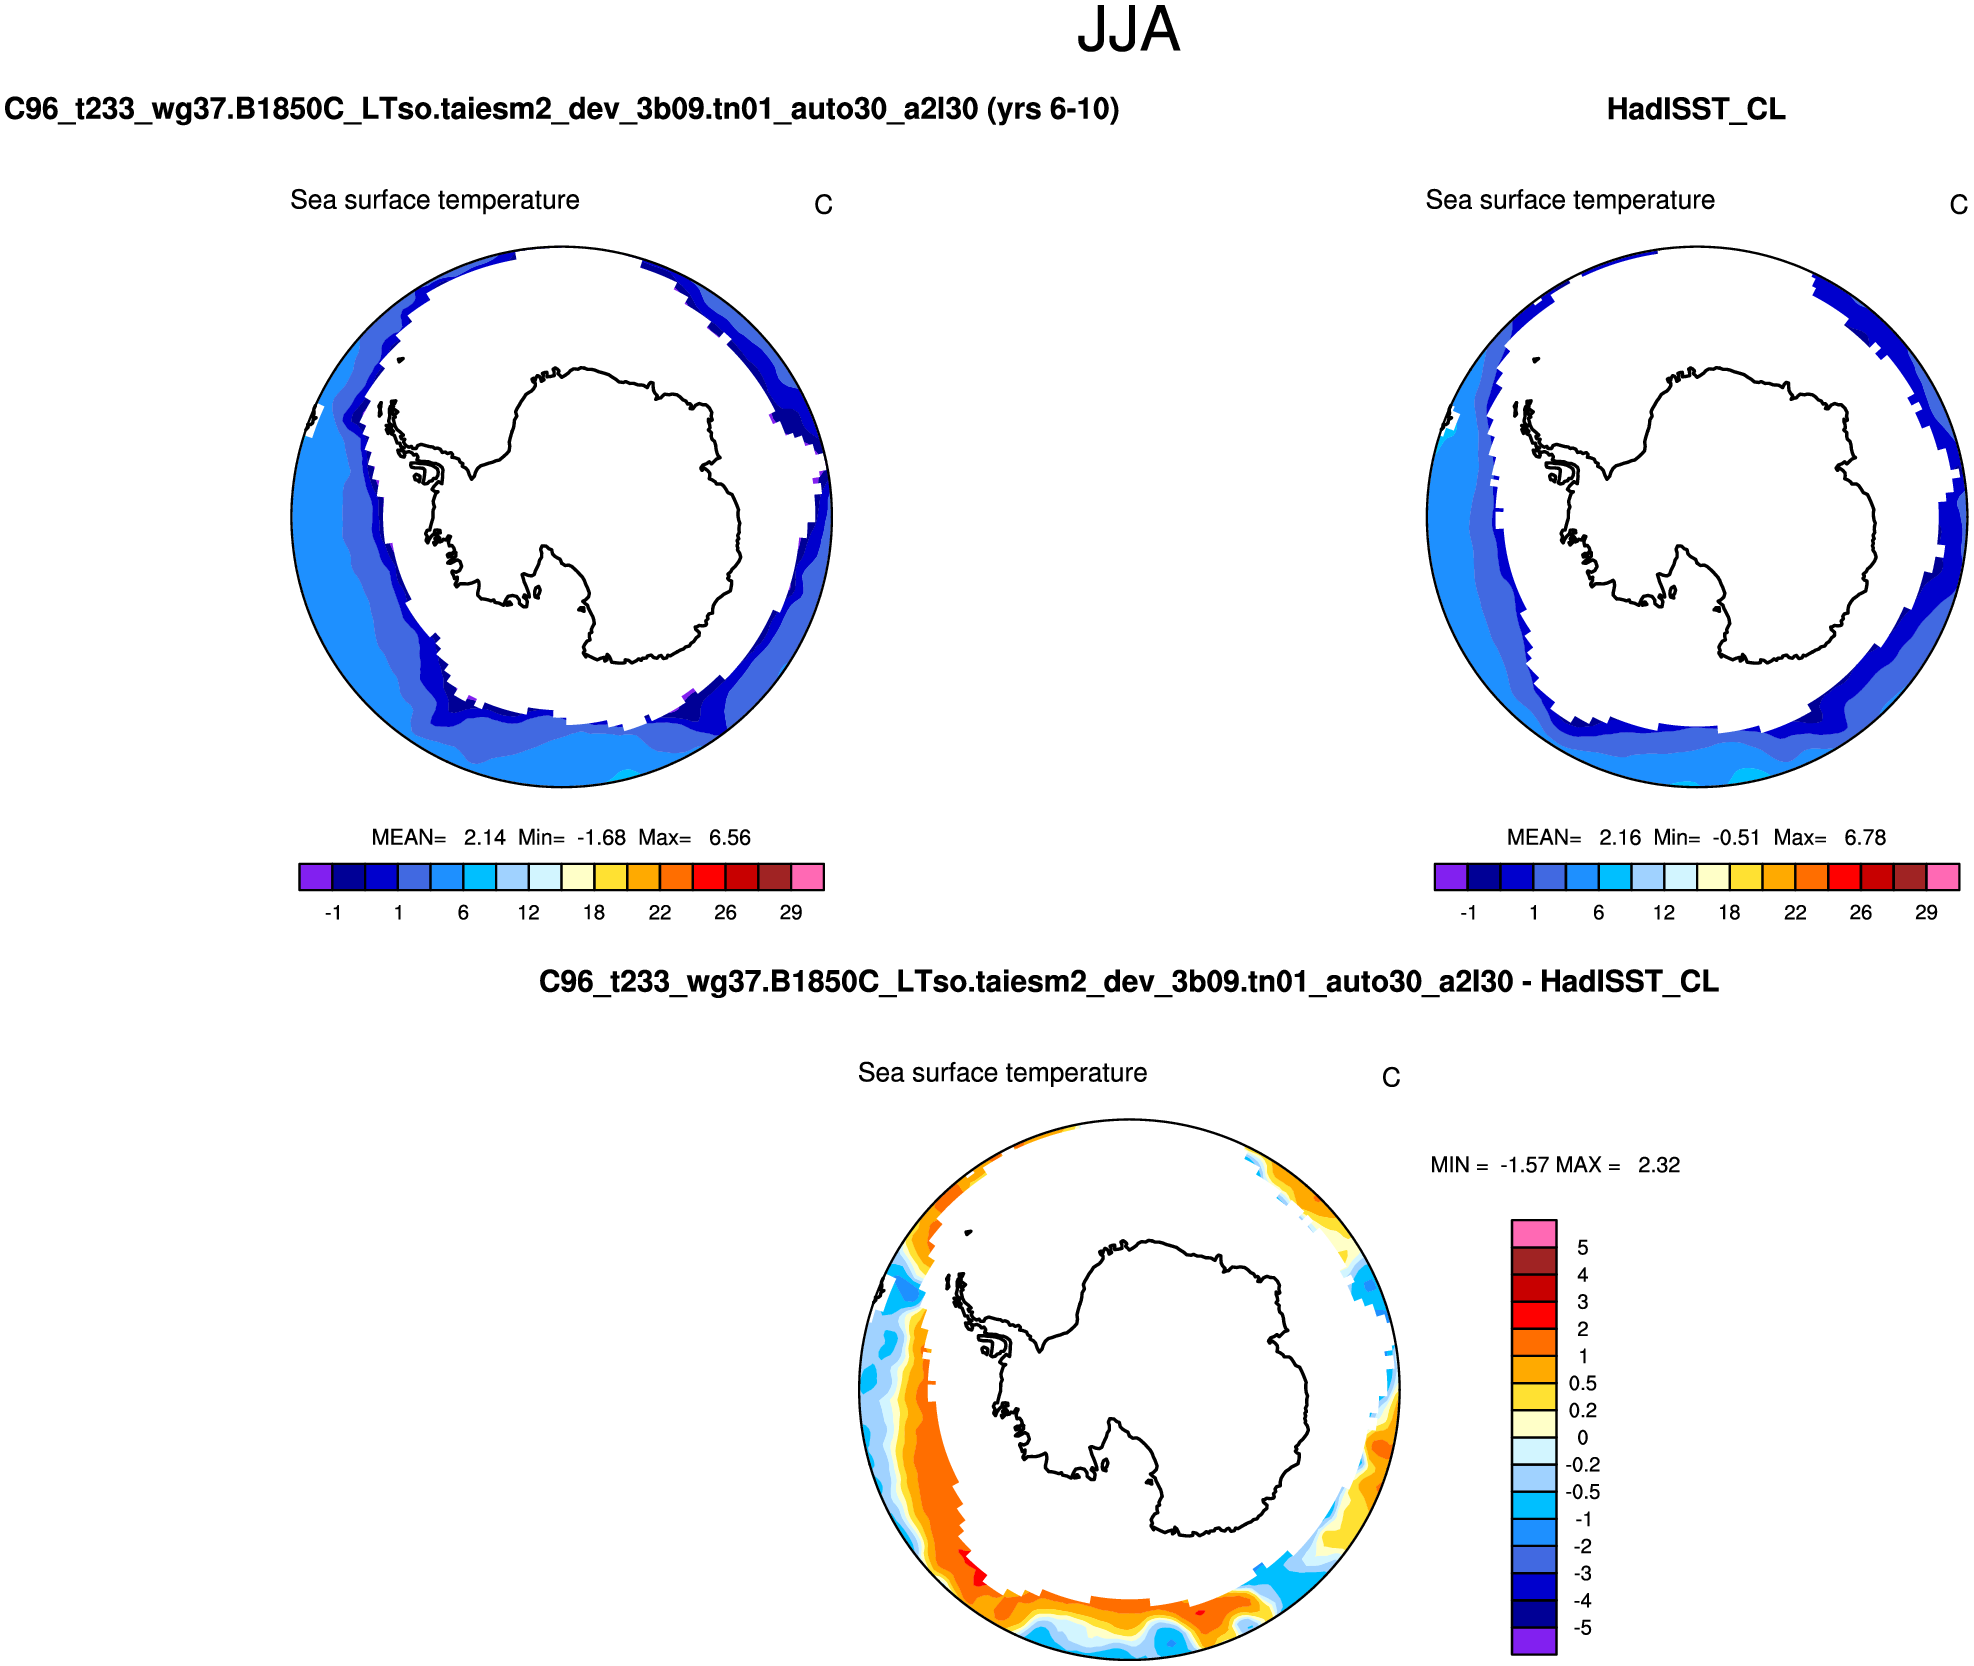 JJA
C96_t233_wg37.B1850C_LTso.taiesm2_dev_3b09.tn01_auto30_a2l30 (yrs 6-10)
HadISST_CL
Sea surface temperature C
Sea surface temperature C
MEAN= 2.14 Min= -1.68 Max= 6.56
MEAN= 2.16 Min= -0.51 Max= 6.78
-1 1 6 12 18 22 26 29
-1 1 6 12 18 22 26 29
C96_t233_wg37.B1850C_LTso.taiesm2_dev_3b09.tn01_auto30_a2l30 - HadISST_CL
Sea surface temperature C
MIN = -1.57 MAX = 2.32
5
4
3
2
1
0.5
0.2
0
-0.2
-0.5
-1
-2
-3
-4
-5